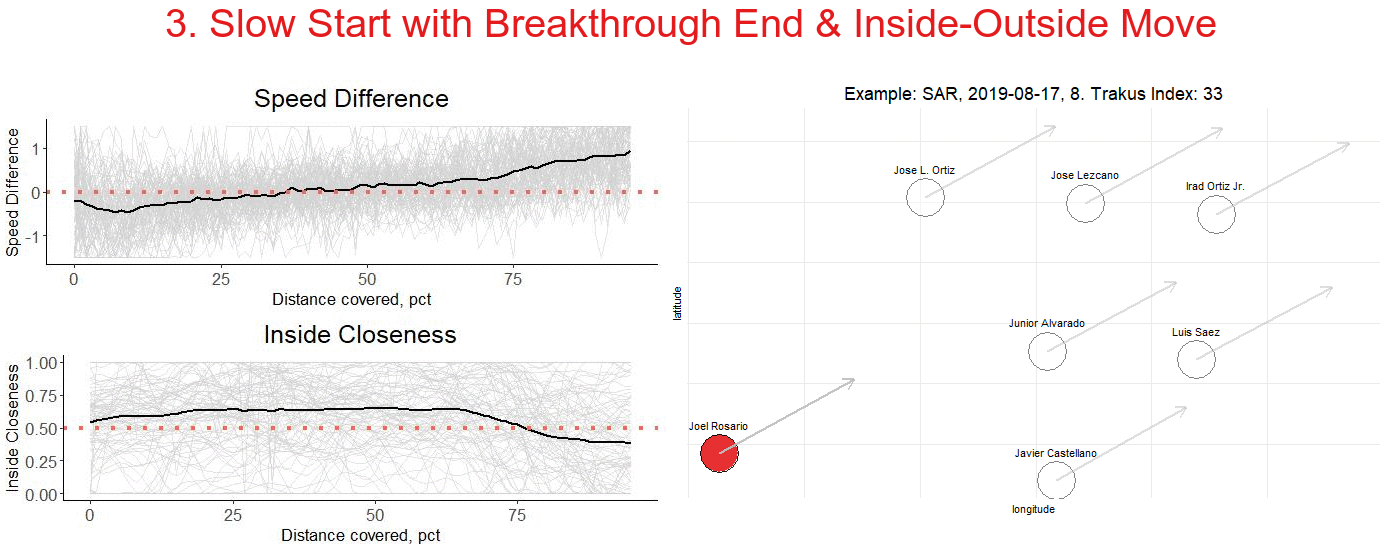 3. Slow Start with Breakthrough End & Inside-Outside Move
Speed Difference
Speed Difference
1
0
-1
0
25
50
75
Distance covered, pct
Inside Closeness
Inside Closeness
1.00
0.75
0.50
0.25
0.00
0
25
50
75
Distance covered, pct
Example: SAR, 2019-08-17, 8. Trakus Index: 33
latitude
Jose L. Ortiz
Jose Lezcano
Irad Ortiz Jr.
Junior Alvarado
Luis Saez
Joel Rosario
Javier Castellano
longitude